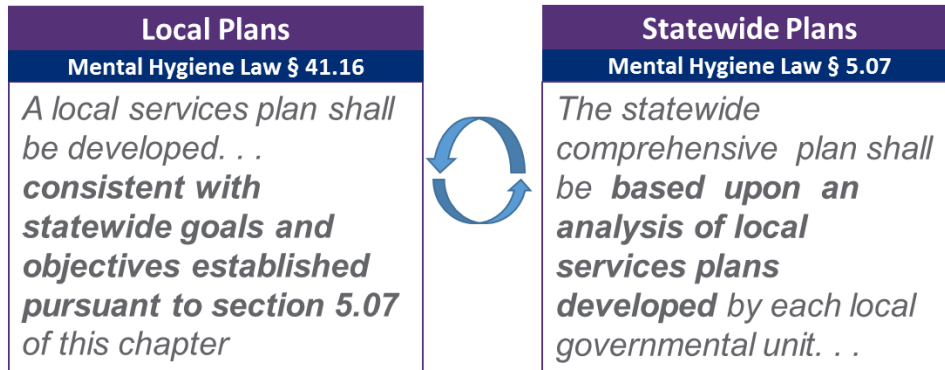 Local Plans
Mental Hygiene Law § 41.16
A local services plan shall
be developed. . .
consistent with
statewide goals and
objectives established
pursuant to section 5.07
of this chapter
Statewide Plans
Mental Hygiene Law § 5.07
The statewide
comprehensive plan shall
be based upon an
analysis of local
services plans
developed by each local
governmental unit. . .